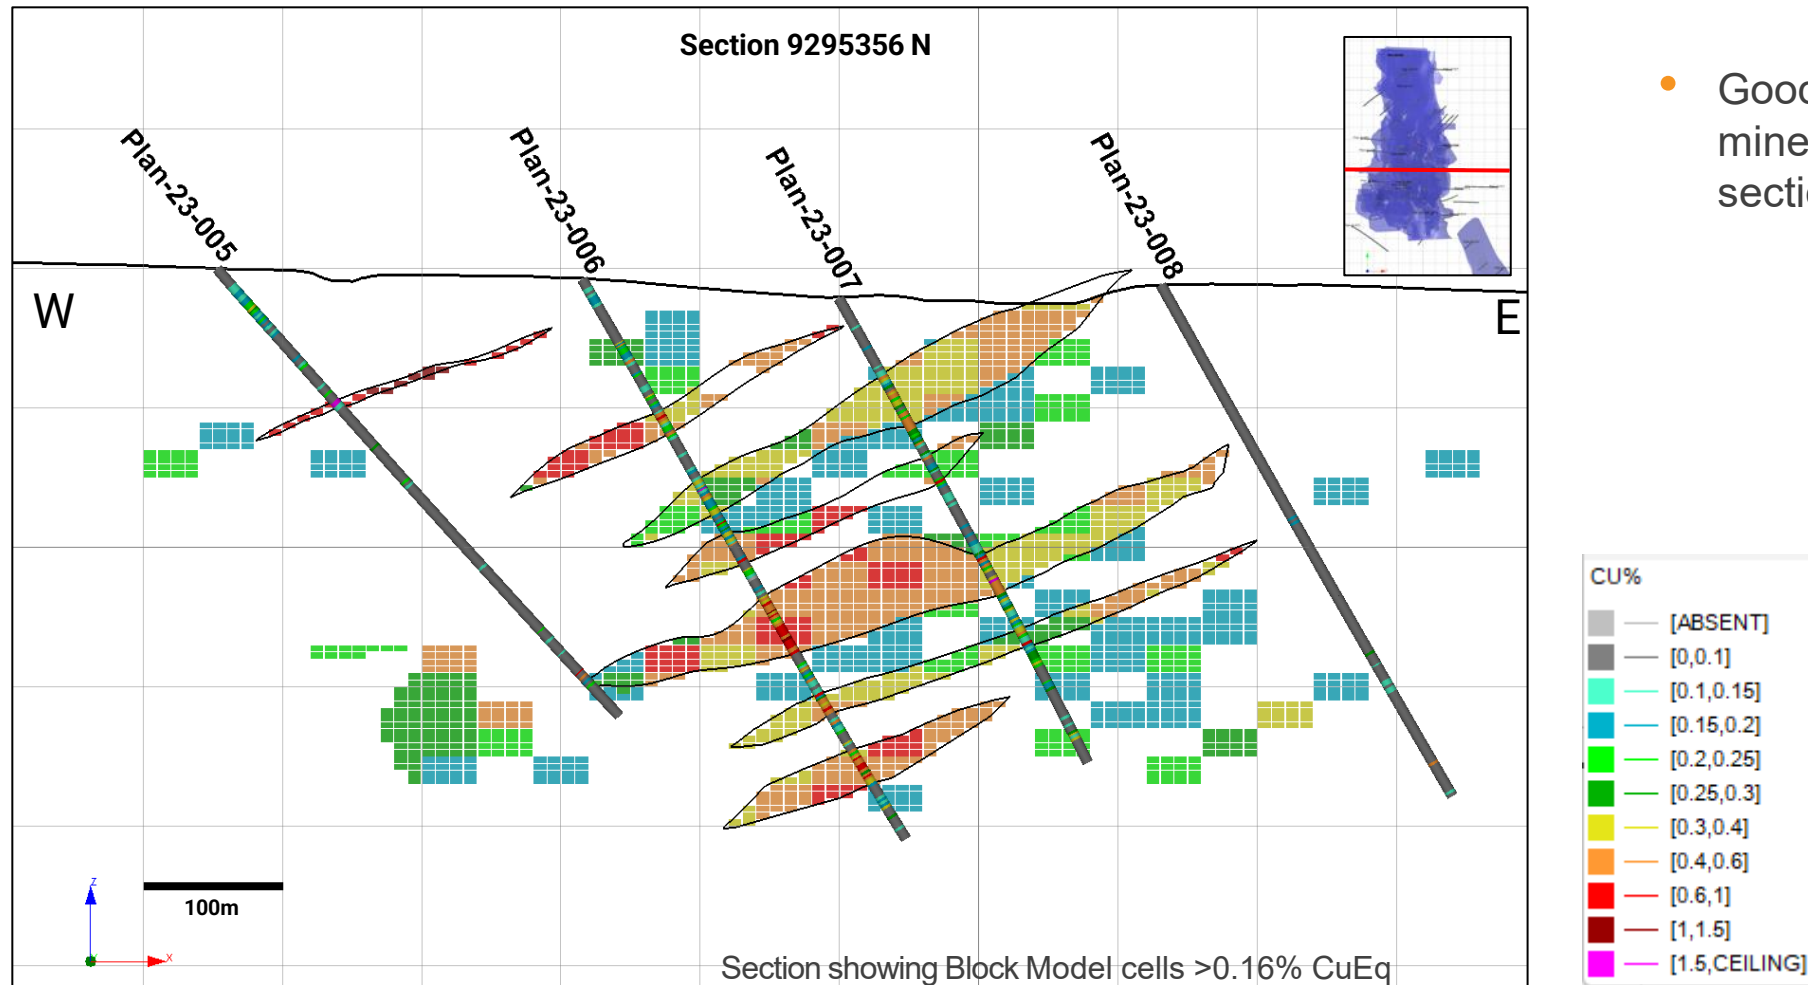 Section 9295356 N
Plan-23-005
Plan-23-006
Plan-23-007
Plan-23-008
W
E
z
x
100m
Section showing Block Model cells >0.16% CuEq
Good
mine
sectio
CU%
[ABSENT]
[0,0.1]
[0.1,0.15]
[0.15,0.2]
[0.2,0.25]
[0.25,0.3]
[0.3,0.4]
[0.4,0.6]
[0.6,1]
[1,1.5]
[1.5,CEILING]